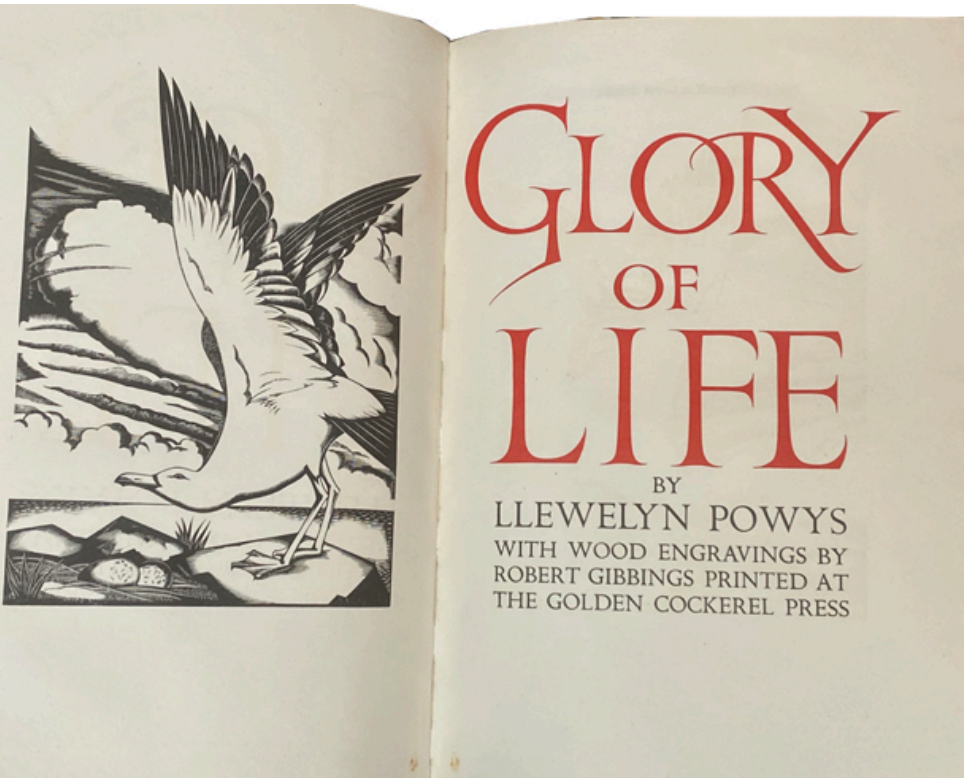 GLORY
OF
LIFE
BY
LLEWELYN POWYS
WITH WOOD ENGRAVINGS BY
ROBERT GIBBINGS PRINTED AT
THE GOLDEN COCKEREL PRESS